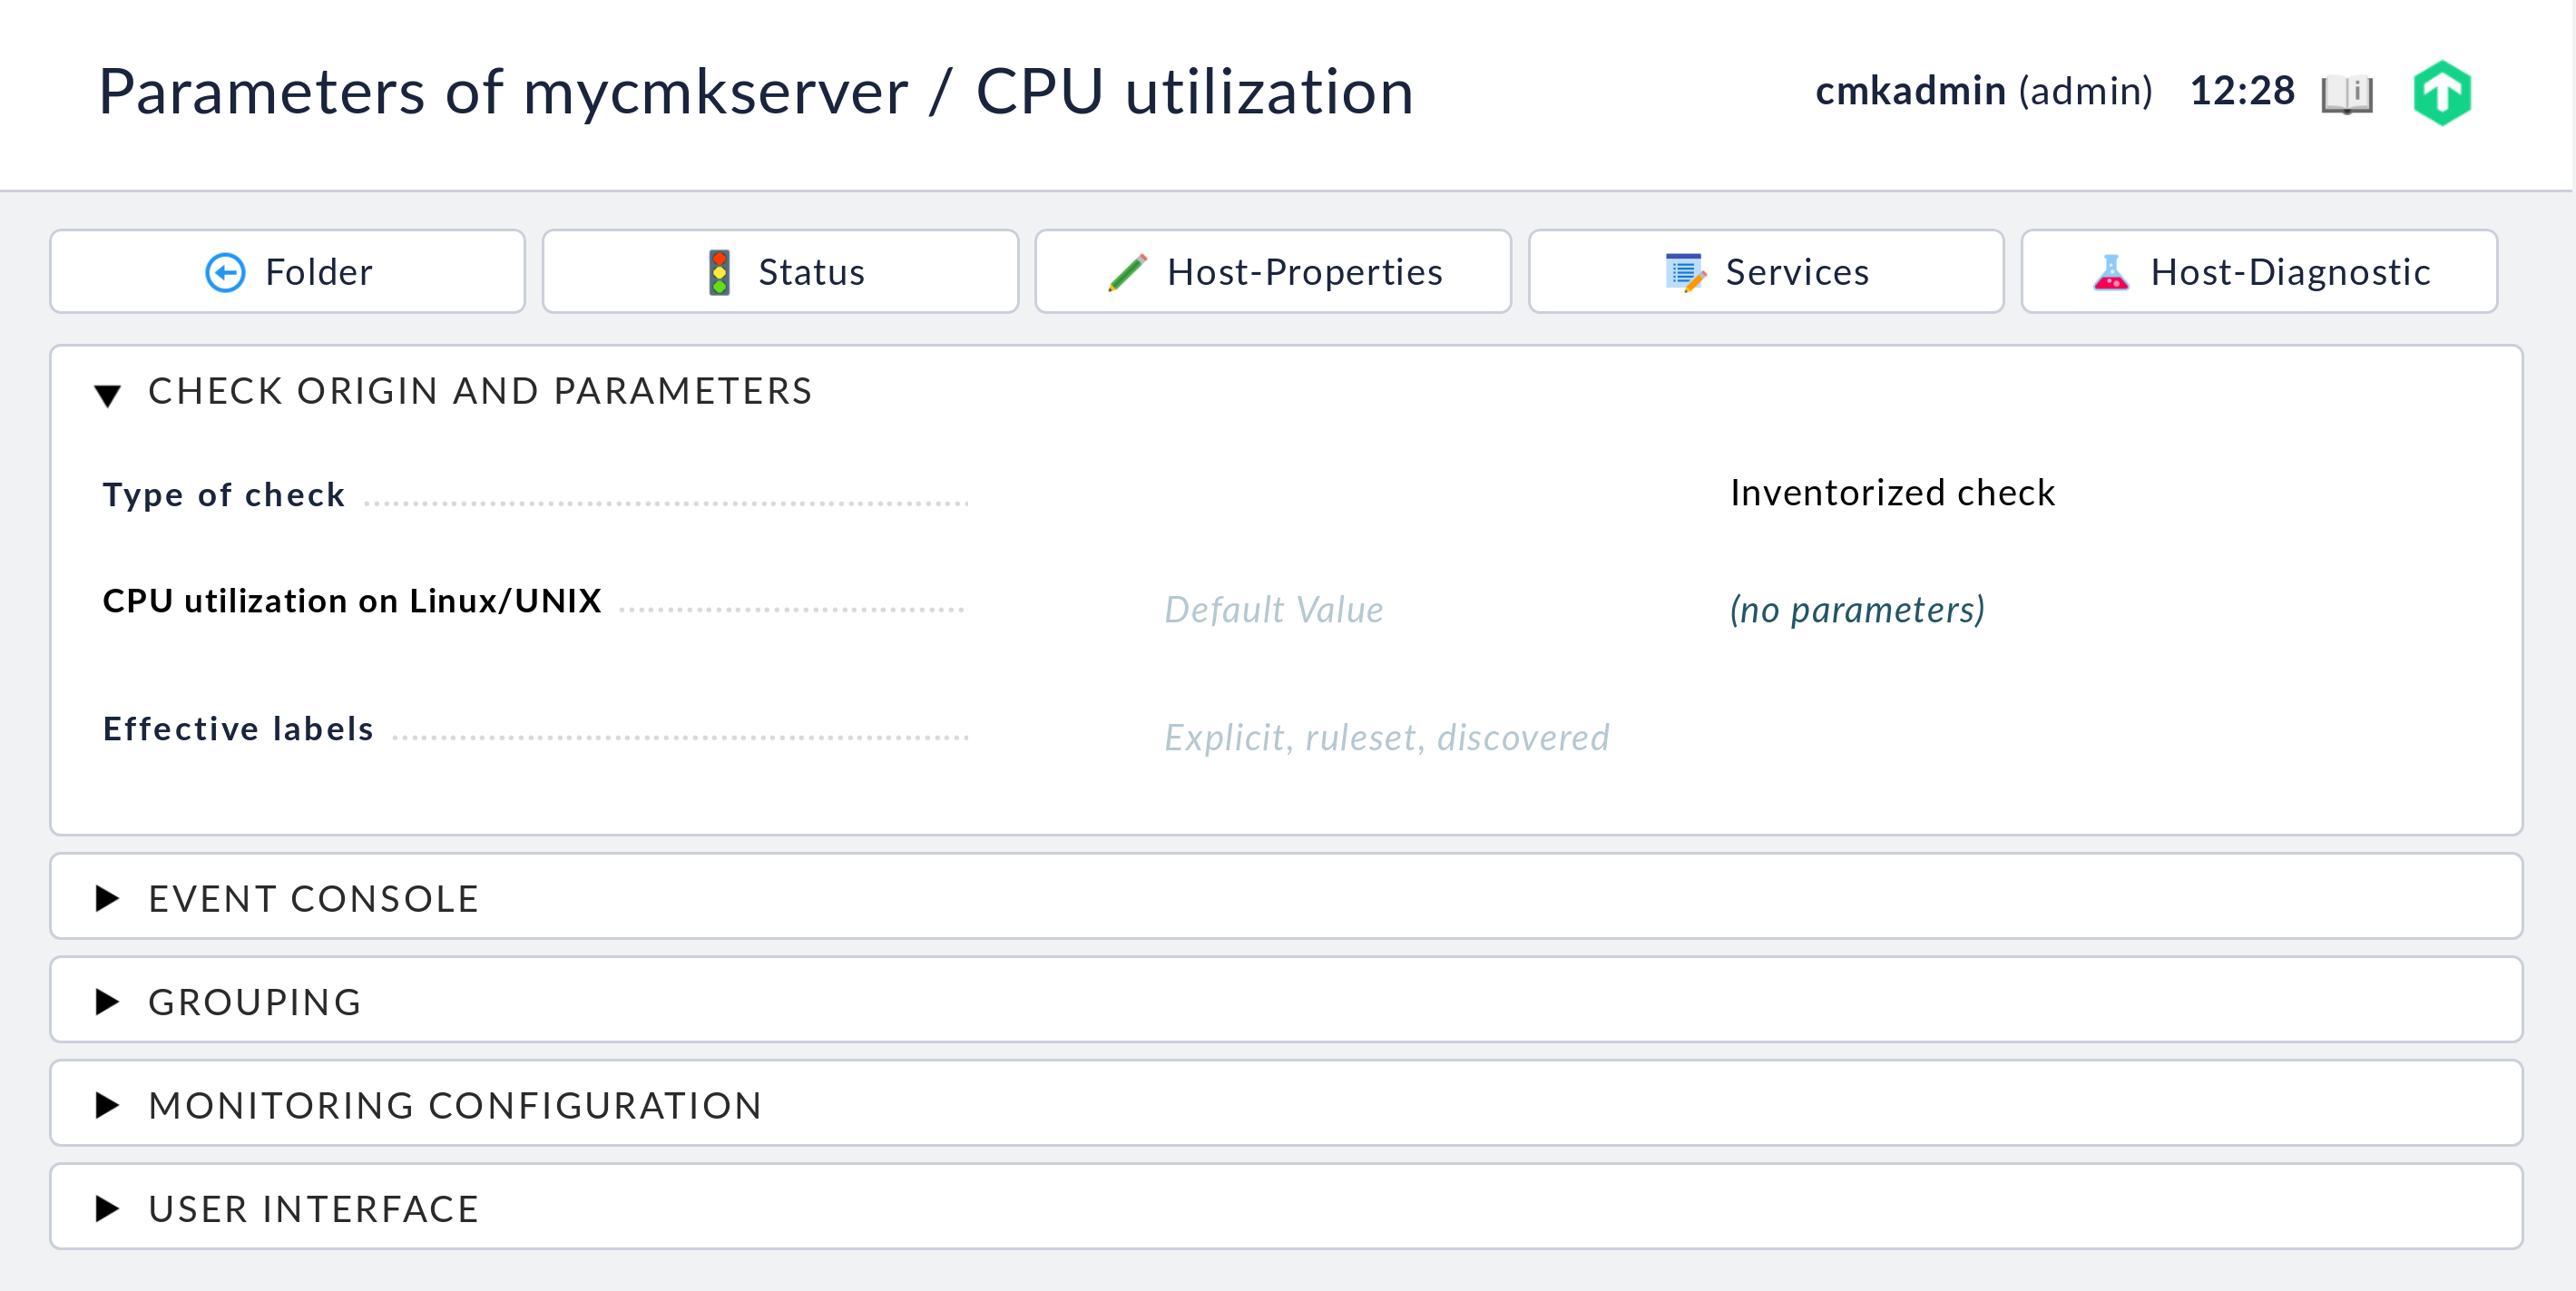 Parameters of mycmkserver / CPU utilization
cmkadmin (admin) 12:28
Folder
Status
Host-Properties
Services
Host-Diagnostic
CHECK ORIGIN AND PARAMETERS
Type of check Inventorized check
CPU utilization on Linux/UNIX Default Value (no parameters)
Effective labels Explicit, ruleset, discovered
EVENT CONSOLE
GROUPING
MONITORING CONFIGURATION
USER INTERFACE